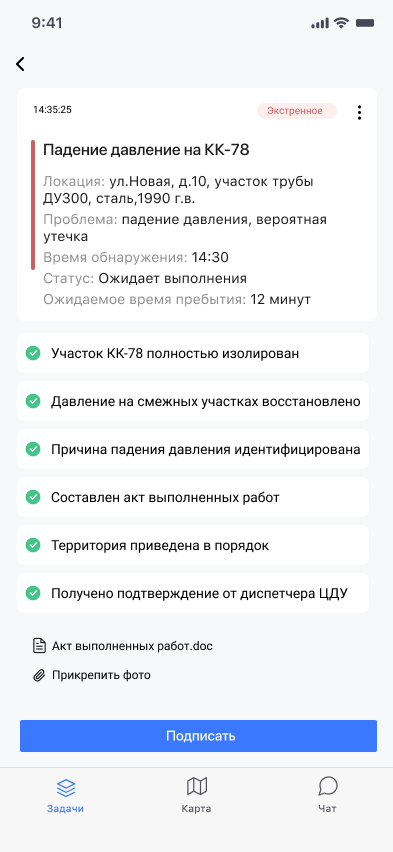 9:41
14:35:25
Экстренное
Падение давление на КК-78
Локация: ул.Новая, д.10, участок трубы
ДУ300, сталь,1990 г.в.
Проблема: падение давления, вероятная
утечка
Время обнаружения: 14:30
Статус: Ожидает выполнения
Ожидаемое время пребытия: 12 минут
Участок КК-78 полностью изолирован
Давление на смежных участках восстановлено
Причина падения давления идентифицирована
Составлен акт выполненных работ
Территория приведена в порядок
Получено подтверждение от диспетчера ЦДУ
Акт выполненных работ.doc
Прикрепить фото
Подписать
Задачи
Карта
Чат